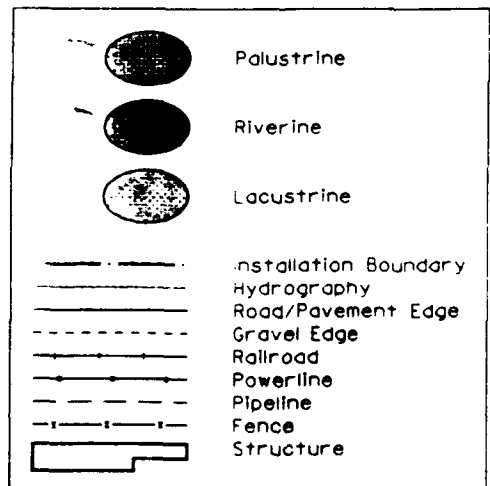 Palustrine
Riverine
Lacustrine
Installation Boundary
Hydrography
Road/Pavement Edge
Gravel Edge
Railroad
Powerline
Pipeline
Fence
Structure